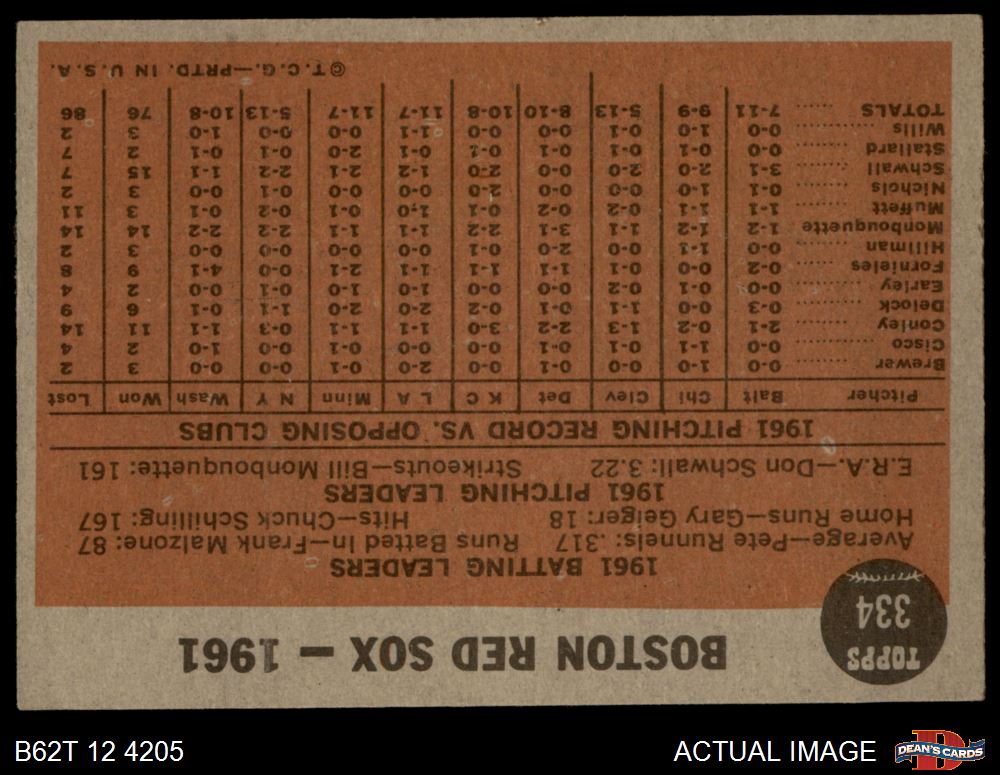 TOPPS
334
BOSTON RED SOX – 1961
1961 BATTING LEADERS
Average—Pete Runnels: .317 Runs Batted In—Frank Malzone: 87
Home Runs—Gary Geiger: 18 Hits—Chuck Schilling: 167
1961 PITCHING LEADERS
E.R.A.—Don Schwall: 3.22 Strikeouts—Bill Monbouquette: 161
1961 PITCHING RECORD VS. OPPOSING CLUBS
Pitcher Balt Chi Clev Det K C L A Minn N Y Wash Won Lost
Brewer 0-0 1-0 0-0 0-1 0-0 2-0 0-1 0-0 0-0 3 2
Cisco 0-0 1-1 0-1 0-1 0-0 0-0 0-1 0-0 1-0 2 4
Conley 2-1 0-2 1-3 2-2 3-0 1-1 1-1 0-3 1-1 11 14
Delock 0-3 1-0 0-1 0-1 0-2 2-0 2-0 0-1 1-1 6 9
Earley 0-0 0-0 0-1 0-1 1-0 1-0 0-1 0-1 0-0 2 4
Fornieles 0-2 0-0 0-1 1-1 1-1 1-1 2-1 0-0 4-1 9 8
Hillman 0-0 1-1 0-0 2-0 0-0 0-0 0-1 0-0 0-0 3 2
Monbouquette 1-2 1-2 2-1 3-1 1-1 1-2 1-1 2-2 2-2 14 14
Muffett 1-1 1-1 0-2 0-2 0-1 1-0 0-1 0-2 0-1 3 11
Nichols 0-1 1-0 0-0 0-0 2-0 0-0 0-0 0-1 0-0 3 2
Schwall 3-1 2-0 2-0 0-0 2-0 1-2 2-1 2-2 1-1 15 7
Stallard 0-0 0-1 0-1 0-1 0-1 0-1 2-0 0-1 0-1 2 7
Wills 0-0 1-0 0-1 0-0 1-0 1-1 0-0 0-0 0-0 3 2
TOTALS 7-11 9-9 5-13 8-10 10-8 11-7 11-7 5-13 10-8 76 86
©T.C.G.—PRTD. IN U.S.A.
B62T 12 4205
ACTUAL IMAGE
DEAN'S CARDS